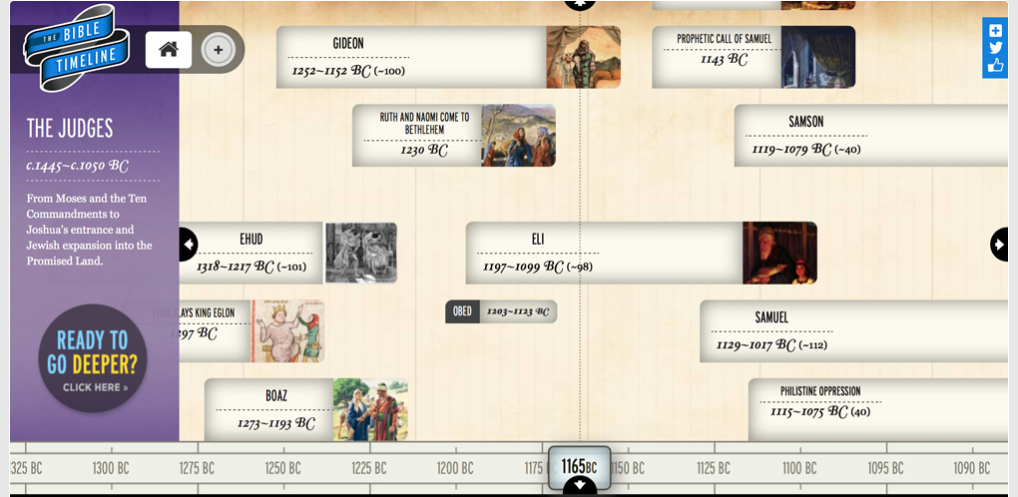 THE BIBLE
TIMELINE
THE JUDGES
c.1445–c.1050 BC
From Moses and the Ten
Commandments to
Joshua's entrance and
Jewish expansion into the
Promised Land.
READY TO
GO DEEPER?
CLICK HERE »
GIDEON
1252–1152 BC (~100)
PROPHETIC CALL OF SAMUEL
1143 BC
RUTH AND NAOMI COME TO
BETHLEHEM
1230 BC
SAMSON
1119–1079 BC (~40)
EHUD
1318–1217 BC (~101)
ELI
1197–1099 BC (~98)
LAYS KING EGLON
297 BC
OBED 1203–1123 BC
SAMUEL
1129–1017 BC (~112)
BOAZ
1273–1193 BC
PHILISTINE OPPRESSION
1115–1075 BC (40)
325 BC 1300 BC 1275 BC 1250 BC 1225 BC 1200 BC 1175 1165BC 1150 BC 1125 BC 1100 BC 1095 BC 1090 BC